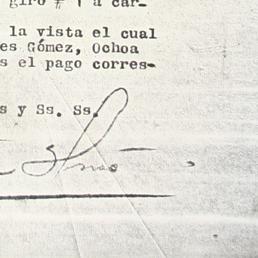 giro # 1 a car-
la vista el cual
es Gómez, Ochoa
s el pago corres-
s y Ss. Ss.